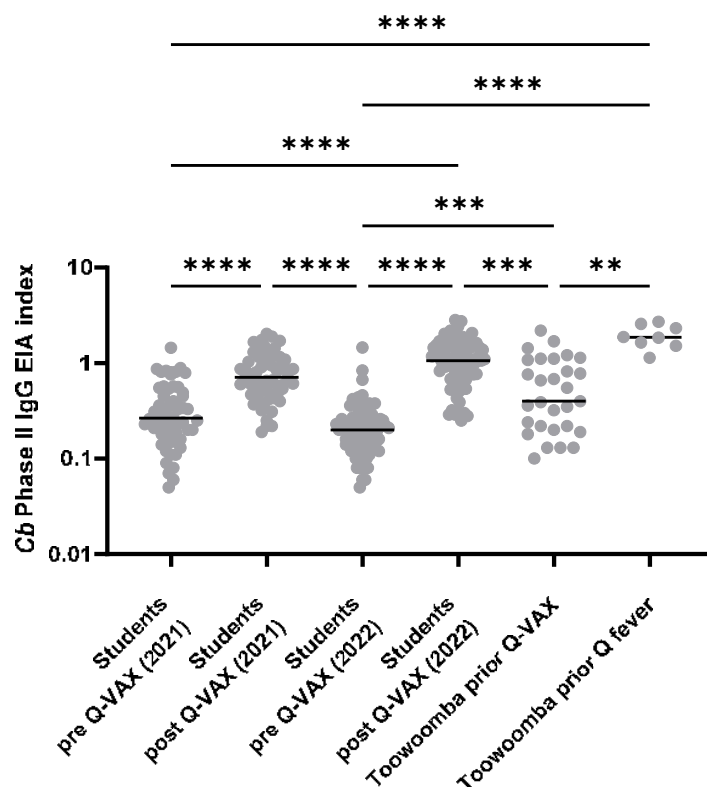 ****
****
****
***
**** **** **** *** **
10
1
0.1
0.01
Cb Phase II IgG EIA index
Students
pre Q-VAX (2021)
Students
post Q-VAX (2021)
Students
pre Q-VAX (2022)
Students
post Q-VAX (2022)
Toowoomba prior Q-VAX
Toowoomba prior Q fever